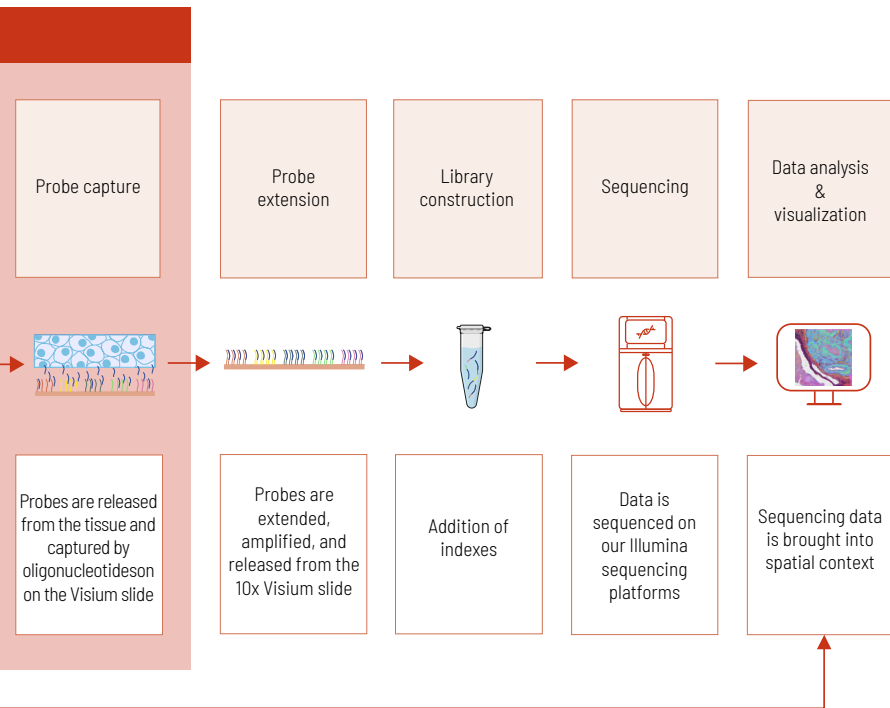 Probe capture
Probe
extension
Library
construction
Sequencing
Data analysis
&
visualization
Probes are released
from the tissue and
captured by
oligonucleotideson
on the Visium slide
Probes are
extended,
amplified, and
released from the
10x Visium slide
Addition of
indexes
Data is
sequenced on
our Illumina
sequencing
platforms
Sequencing data
is brought into
spatial context